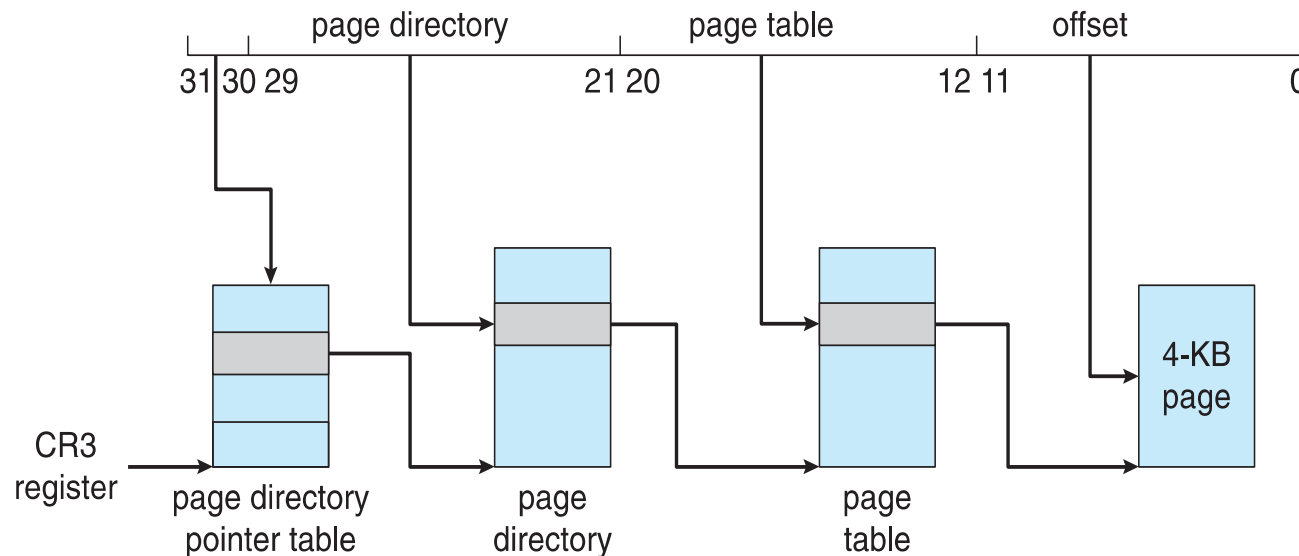 page directory page table offset
31 30 29 21 20 12 11 0
4-KB
page
CR3
register
page directory
pointer table
page
directory
page
table